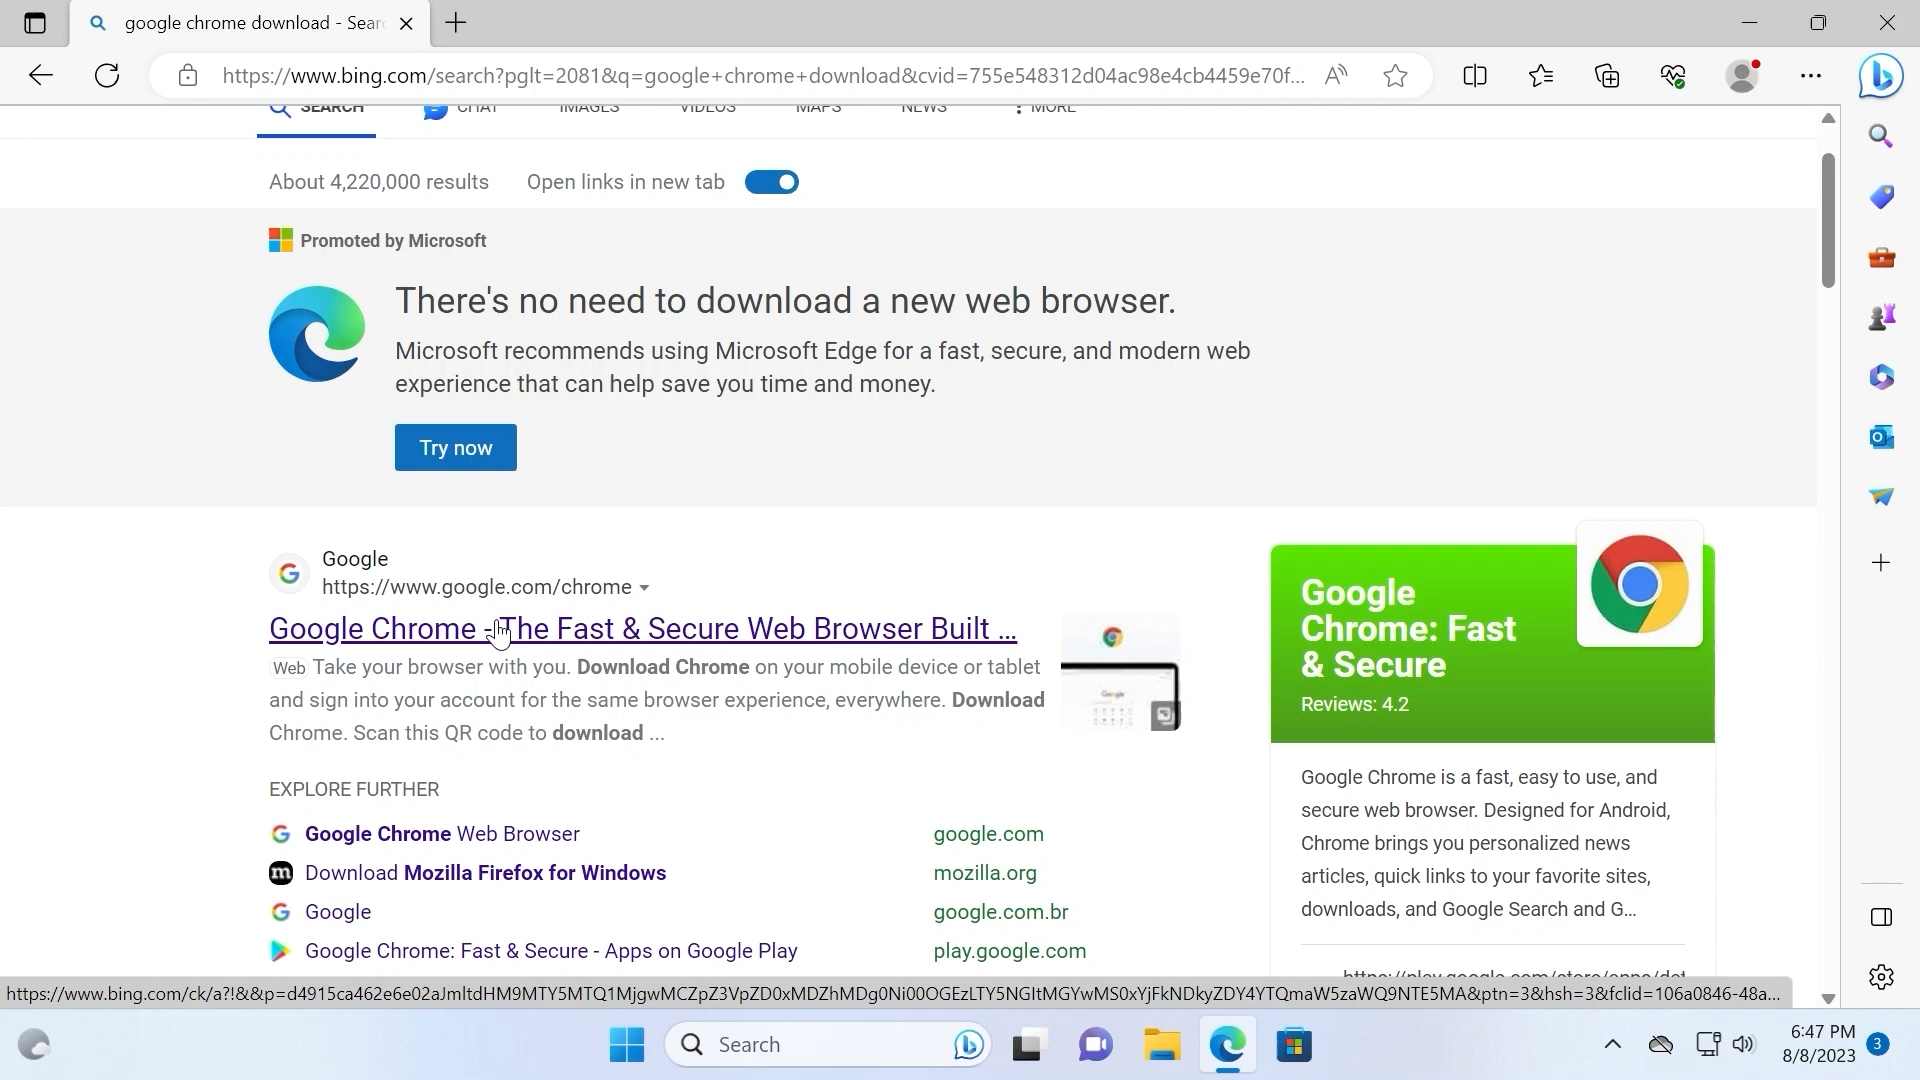 google chrome download - Sear
https://www.bing.com/search?pglt=2081&q=google+chrome+download&cvid=755e548312d04ac98e4cb4459e70f...
SEARCH
CHAT
IMAGES
VIDEOS
MAPS
NEWS
MORE
About 4,220,000 results
Open links in new tab
Promoted by Microsoft
There's no need to download a new web browser.
Microsoft recommends using Microsoft Edge for a fast, secure, and modern web
experience that can help save you time and money.
Try now
Google
https://www.google.com/chrome
Google Chrome - The Fast & Secure Web Browser Built ...
Web Take your browser with you. Download Chrome on your mobile device or tablet
and sign into your account for the same browser experience, everywhere. Download
Chrome. Scan this QR code to download ...
EXPLORE FURTHER
Google Chrome Web Browser google.com
Download Mozilla Firefox for Windows mozilla.org
Google google.com.br
Google Chrome: Fast & Secure - Apps on Google Play play.google.com
Google
Chrome: Fast
& Secure
Reviews: 4.2
Google Chrome is a fast, easy to use, and
secure web browser. Designed for Android,
Chrome brings you personalized news
articles, quick links to your favorite sites,
downloads, and Google Search and G...
https://play.google.com/store/apps/det
https://www.bing.com/ck/a?!&&p=d4915ca462e6e02aJmltdHM9MTY5MTQ1MjgwMCZpZ3VpZD0xMDZhMDg0Ni00OGEzLTY5NGItMGYwMS0xYjFkNDkyZDY4YTQmaW5zaWQ9NTE5MA&ptn=3&hsh=3&fclid=106a0846-48a...
Search
6:47 PM
8/8/2023
3